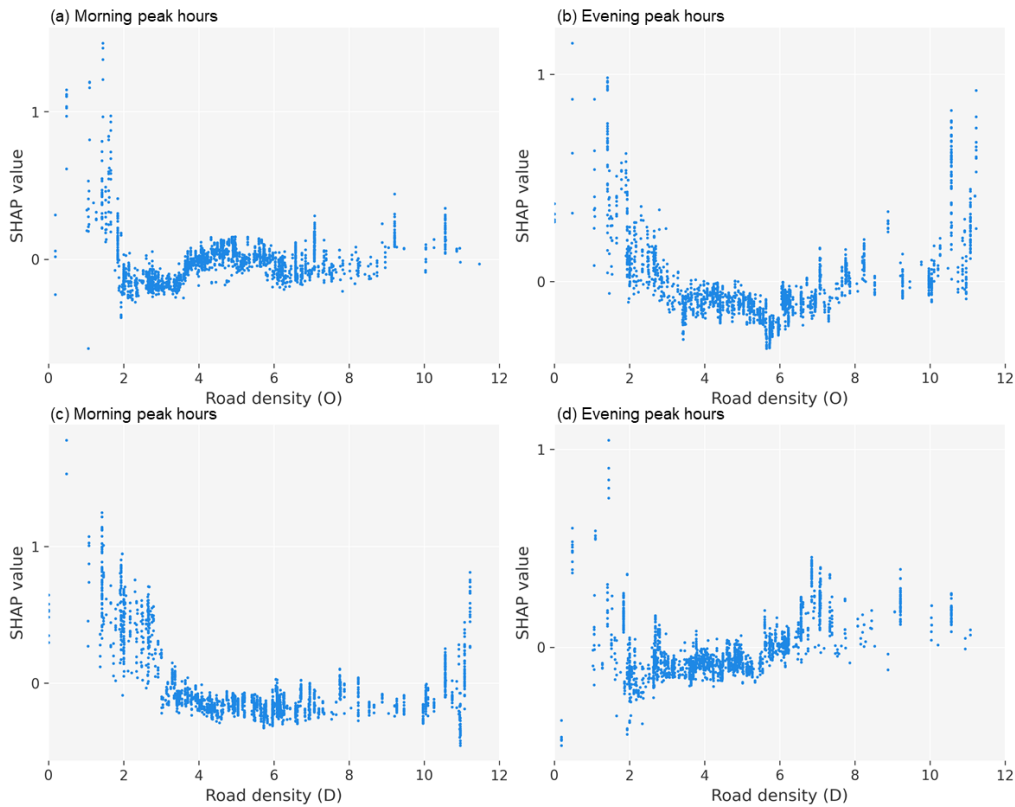 (a) Morning peak hours
(b) Evening peak hours
1
0
SHAP value
0 2 4 6 8 10 12
Road density (O)
1
0
SHAP value
0 2 4 6 8 10 12
Road density (O)
(c) Morning peak hours
(d) Evening peak hours
1
0
SHAP value
0 2 4 6 8 10 12
Road density (D)
1
0
SHAP value
0 2 4 6 8 10 12
Road density (D)